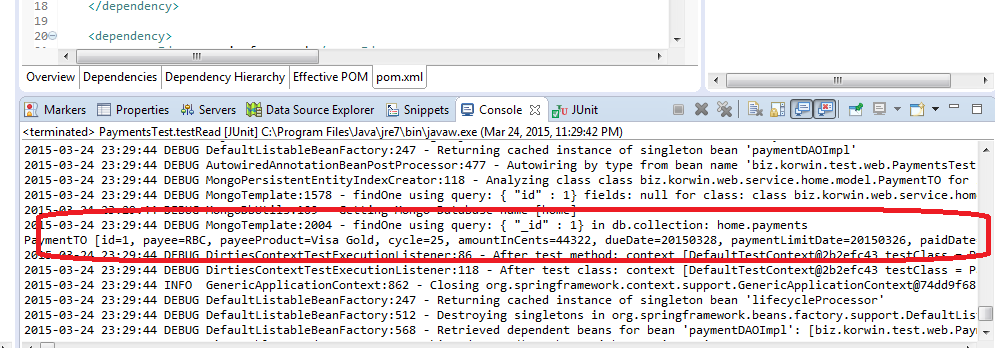 18 </dependency>
19
20 <dependency>
Overview Dependencies Dependency Hierarchy Effective POM pom.xml
Markers Properties Servers Data Source Explorer Snippets Console JUnit
<terminated> PaymentsTest.testRead [JUnit] C:\Program Files\Java\jre7\bin\javaw.exe (Mar 24, 2015, 11:29:42 PM)
2015-03-24 23:29:44 DEBUG DefaultListableBeanFactory:247 - Returning cached instance of singleton bean 'paymentDAOImpl'
2015-03-24 23:29:44 DEBUG AutowiredAnnotationBeanPostProcessor:477 - Autowiring by type from bean name 'biz.korwin.test.web.PaymentsTest
2015-03-24 23:29:44 DEBUG MongoPersistentEntityIndexCreator:118 - Analyzing class class biz.korwin.web.service.home.model.PaymentTO for
2015-03-24 23:29:44 DEBUG MongoTemplate:1578 - findOne using query: { "id" : 1} fields: null for class: class biz.korwin.web.service.hom
2015-03-24 23:29:44 DEBUG MongoDbUtils:109 - Getting Mongo Database name [home]
2015-03-24 23:29:44 DEBUG MongoTemplate:2004 - findOne using query: { "_id" : 1} in db.collection: home.payments
PaymentTO [id=1, payee=RBC, payeeProduct=Visa Gold, cycle=25, amountInCents=44322, dueDate=20150328, paymentLimitDate=20150326, paidDate
2015-03-24 23:29:44 DEBUG DirtiesContextTestExecutionListener:86 - After test method: context [DefaultTestContext@2b2efc43 testClass =
2015-03-24 23:29:44 DEBUG DirtiesContextTestExecutionListener:118 - After test class: context [DefaultTestContext@2b2efc43 testClass = P
2015-03-24 23:29:44 INFO GenericApplicationContext:862 - Closing org.springframework.context.support.GenericApplicationContext@74dd9f68
2015-03-24 23:29:44 DEBUG DefaultListableBeanFactory:247 - Returning cached instance of singleton bean 'lifecycleProcessor'
2015-03-24 23:29:44 DEBUG DefaultListableBeanFactory:512 - Destroying singletons in org.springframework.beans.factory.support.DefaultLis
2015-03-24 23:29:44 DEBUG DefaultListableBeanFactory:568 - Retrieved dependent beans for bean 'paymentDAOImpl': [biz.korwin.test.web.Pay